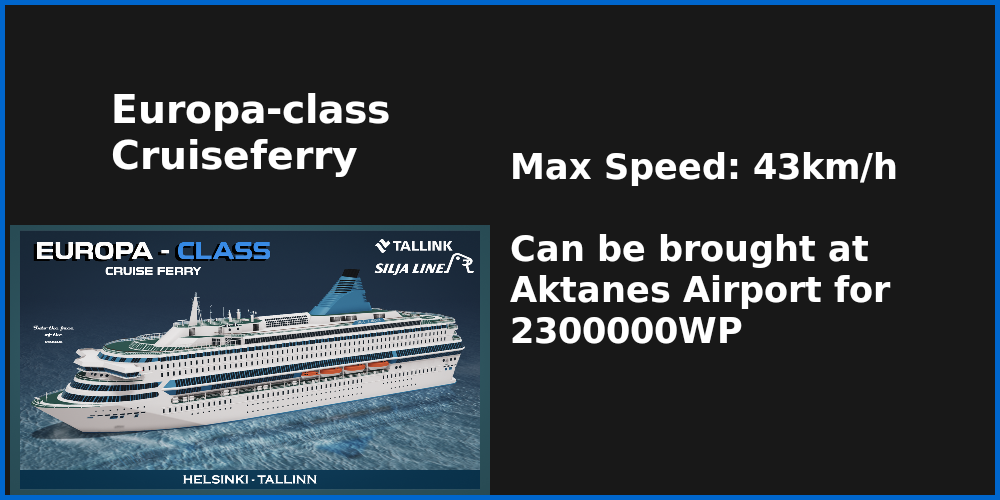 Europa-class
Cruiseferry
Max Speed: 43km/h
Can be brought at
Aktanes Airport for
2300000WP
EUROPA - CLASS
CRUISE FERRY
TALLINK
SILJA LINE
HELSINKI - TALLINN